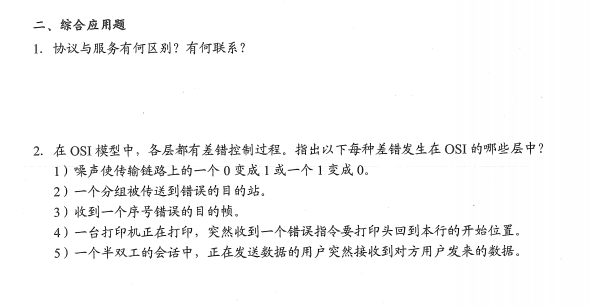 二、综合应用题
1. 协议与服务有何区别？有何联系？
2. 在 OSI 模型中，各层都有差错控制过程。指出以下每种差错发生在 OSI 的哪些层中？
1）噪声使传输链路上的一个 0 变成 1 或一个 1 变成 0。
2）一个分组被传送到错误的目的站。
3）收到一个序号错误的目的帧。
4）一台打印机正在打印，突然收到一个错误指令要打印头回到本行的开始位置。
5）一个半双工的会话中，正在发送数据的用户突然接收到对方用户发来的数据。